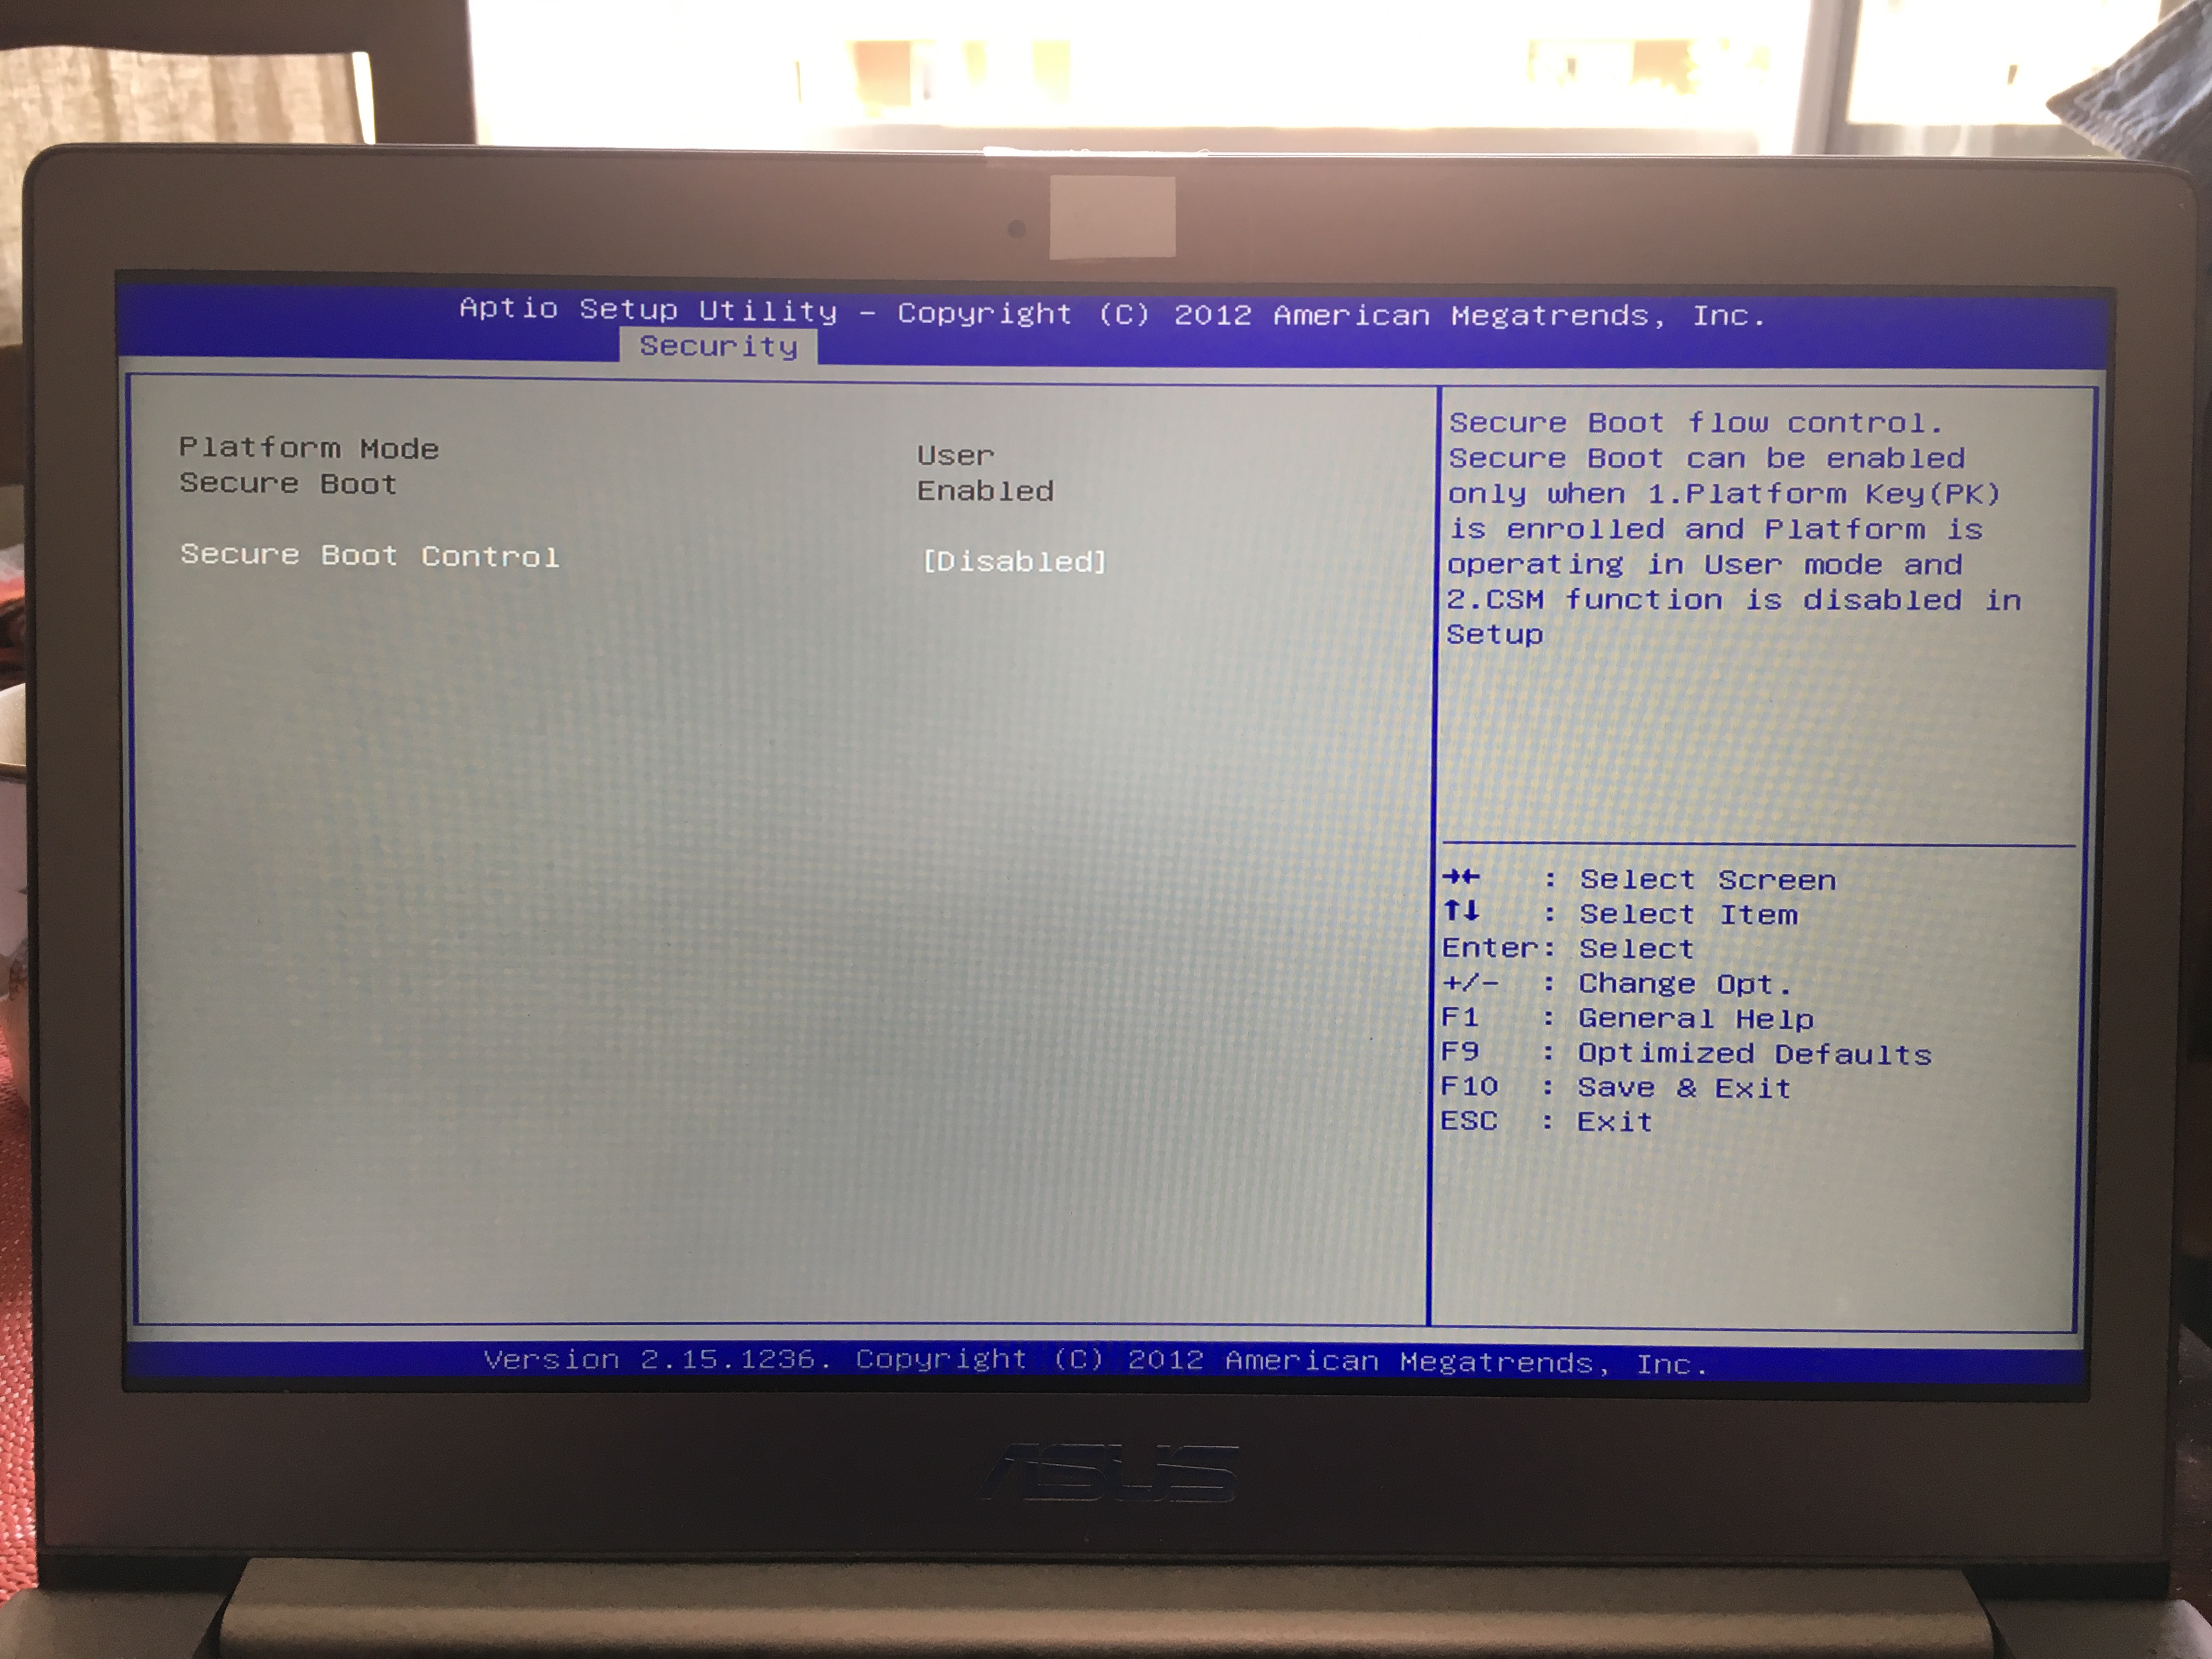 Aptio Setup Utility - Copyright (C) 2012 American Megatrends, Inc.
Security
Platform Mode User
Secure Boot Enabled
Secure Boot Control [Disabled]
Secure Boot flow control.
Secure Boot can be enabled
only when 1.Platform Key(PK)
is enrolled and Platform is
operating in User mode and
2.CSM function is disabled in
Setup
→← : Select Screen
↑↓ : Select Item
Enter: Select
+/- : Change Opt.
F1 : General Help
F9 : Optimized Defaults
F10 : Save & Exit
ESC : Exit
Version 2.15.1236. Copyright (C) 2012 American Megatrends, Inc.
ASUS